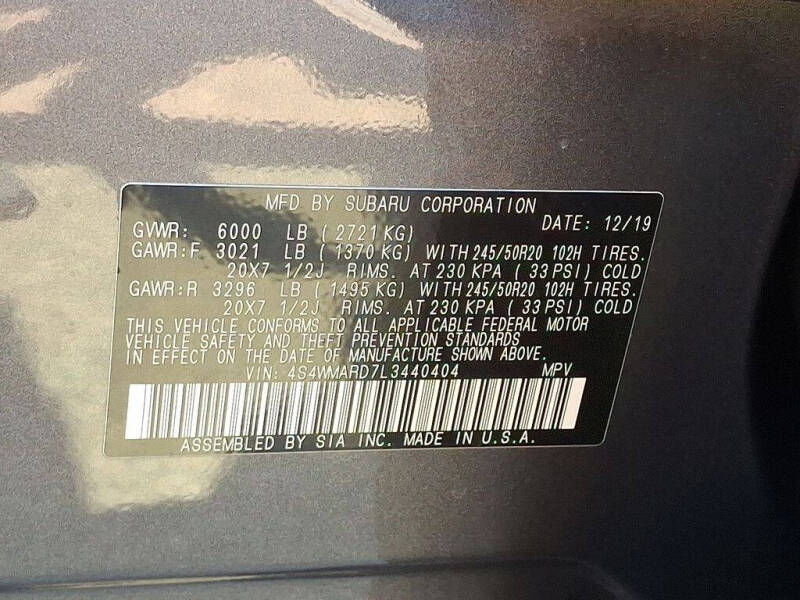 MFD BY SUBARU CORPORATION
DATE: 12/19
GVWR: 6000 LB ( 2721 KG)
GAWR:F 3021 LB ( 1370 KG) WITH 245/50R20 102H TIRES.
20X7 1/2J RIMS. AT 230 KPA ( 33 PSI) COLD
GAWR:R 3296 LB ( 1495 KG) WITH 245/50R20 102H TIRES.
20X7 1/2J RIMS. AT 230 KPA ( 33 PSI) COLD
THIS VEHICLE CONFORMS TO ALL APPLICABLE FEDERAL MOTOR
VEHICLE SAFETY AND THEFT PREVENTION STANDARDS
IN EFFECT ON THE DATE OF MANUFACTURE SHOWN ABOVE.
VIN: 4S4WMARD7L3440404 MPV
ASSEMBLED BY SIA INC. MADE IN U.S.A.